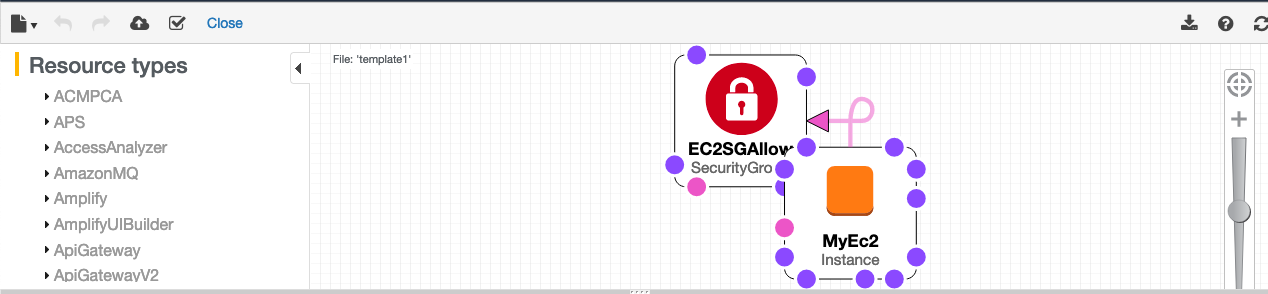 Close
Resource types
File: 'template1'
ACMPCA
APS
AccessAnalyzer
AmazonMQ
Amplify
AmplifyUIBuilder
ApiGateway
ApiGatewayV2
EC2SGAllow
SecurityGro
MyEc2
Instance